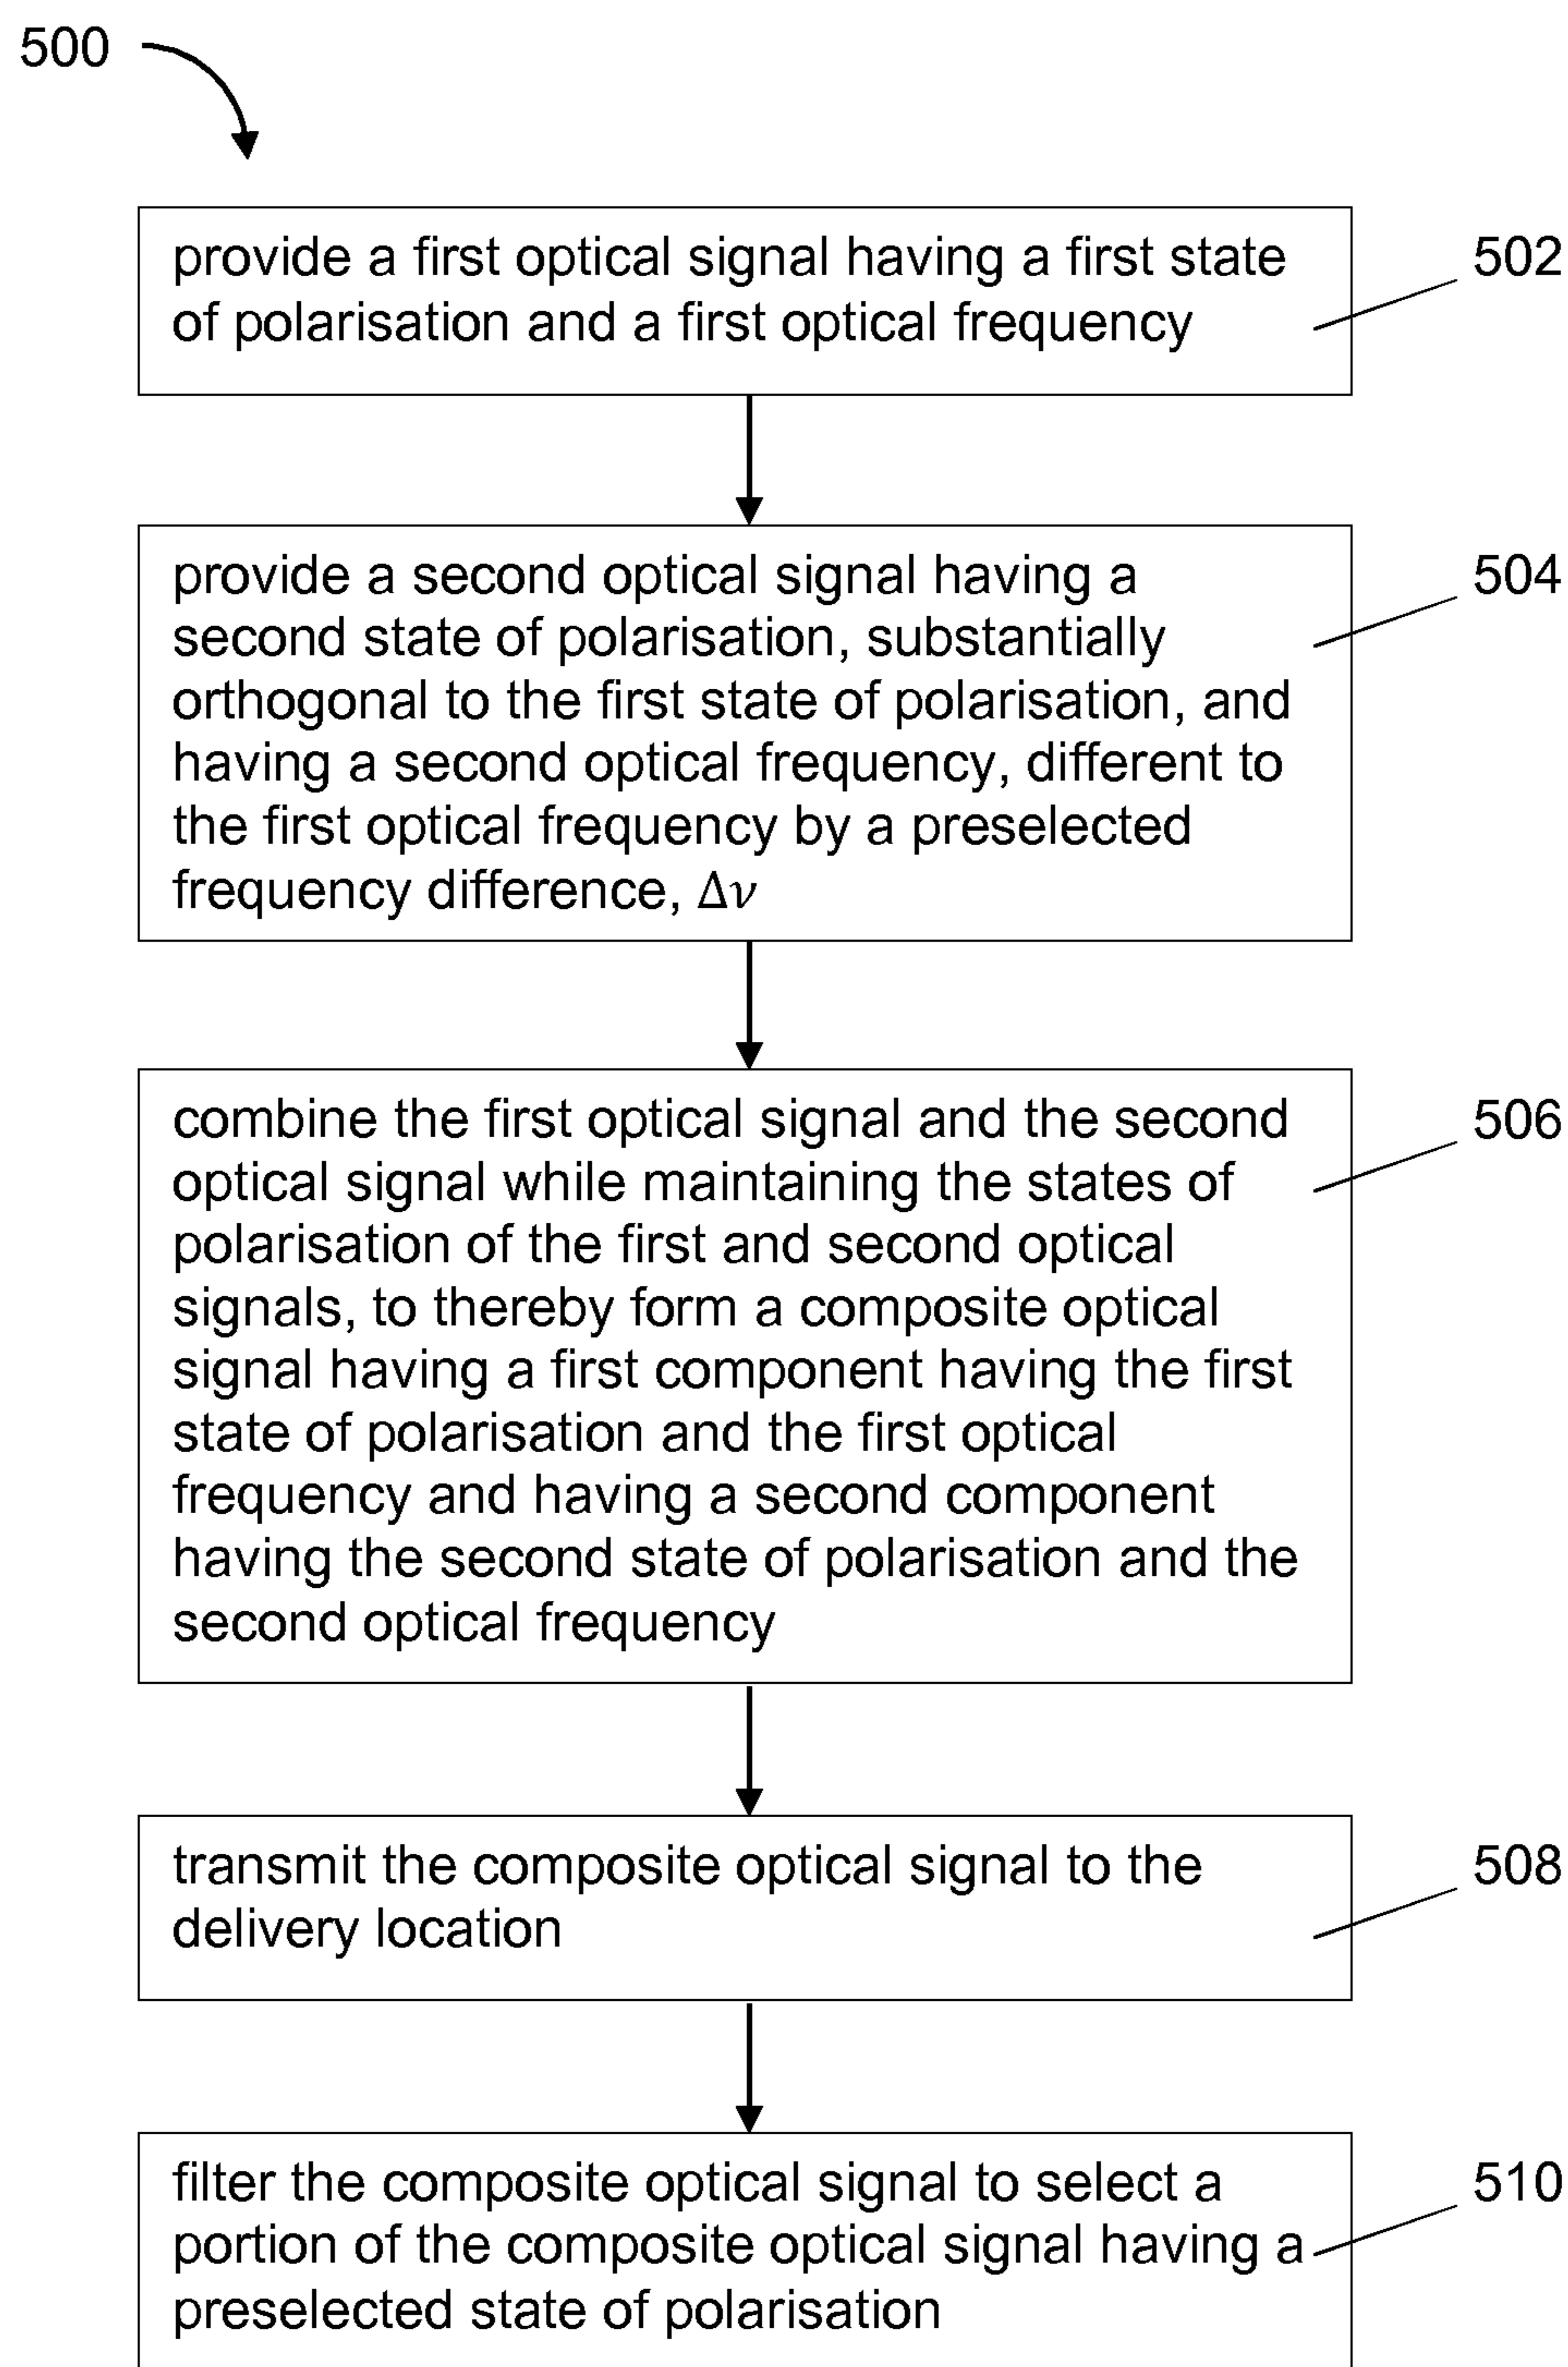 500
provide a first optical signal having a first state
of polarisation and a first optical frequency
502
provide a second optical signal having a
second state of polarisation, substantially
orthogonal to the first state of polarisation, and
having a second optical frequency, different to
the first optical frequency by a preselected
frequency difference, Δν
504
combine the first optical signal and the second
optical signal while maintaining the states of
polarisation of the first and second optical
signals, to thereby form a composite optical
signal having a first component having the first
state of polarisation and the first optical
frequency and having a second component
having the second state of polarisation and the
second optical frequency
506
transmit the composite optical signal to the
delivery location
508
filter the composite optical signal to select a
portion of the composite optical signal having a
preselected state of polarisation
510